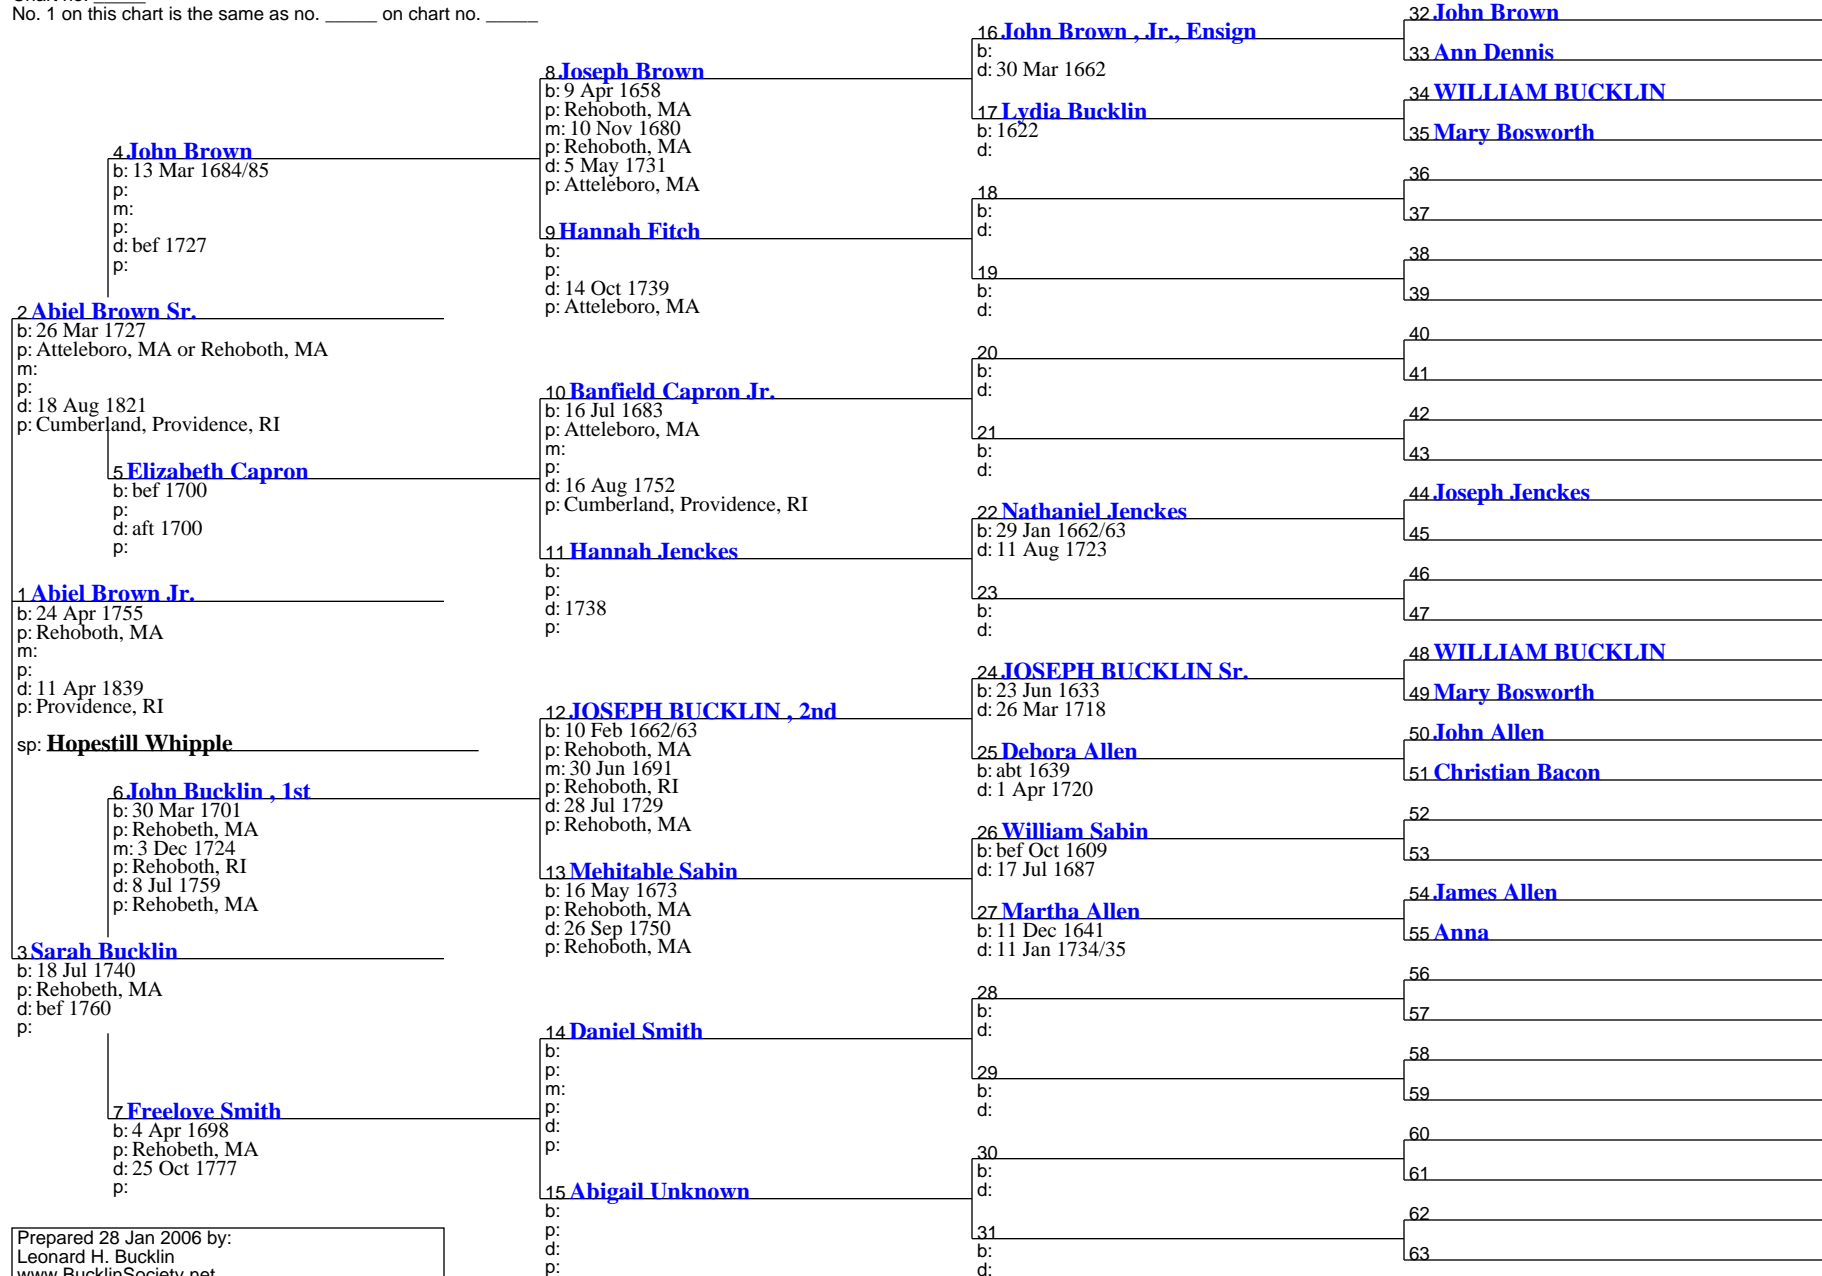 No. 1 on this chart is the same as no. _____ on chart no. _____
2 Abiel Brown Sr.
b: 26 Mar 1727
p: Atteleboro, MA or Rehoboth, MA
m:
p:
d: 18 Aug 1821
p: Cumberland, Providence, RI
1 Abiel Brown Jr.
b: 24 Apr 1755
p: Rehoboth, MA
m:
p:
d: 11 Apr 1839
p: Providence, RI
sp: Hopestill Whipple
3 Sarah Bucklin
b: 18 Jul 1740
p: Rehobeth, MA
d: bef 1760
p:
4 John Brown
b: 13 Mar 1684/85
p:
m:
p:
d: bef 1727
p:
5 Elizabeth Capron
b: bef 1700
p:
d: aft 1700
p:
6 John Bucklin , 1st
b: 30 Mar 1701
p: Rehobeth, MA
m: 3 Dec 1724
p: Rehoboth, RI
d: 8 Jul 1759
p: Rehobeth, MA
7 Freelove Smith
b: 4 Apr 1698
p: Rehobeth, MA
d: 25 Oct 1777
p:
8 Joseph Brown
b: 9 Apr 1658
p: Rehoboth, MA
m: 10 Nov 1680
p: Rehoboth, MA
d: 5 May 1731
p: Atteleboro, MA
9 Hannah Fitch
b:
p:
d: 14 Oct 1739
p: Atteleboro, MA
10 Banfield Capron Jr.
b: 16 Jul 1683
p: Atteleboro, MA
m:
p:
d: 16 Aug 1752
p: Cumberland, Providence, RI
11 Hannah Jenckes
b:
p:
d: 1738
p:
12 JOSEPH BUCKLIN , 2nd
b: 10 Feb 1662/63
p: Rehoboth, MA
m: 30 Jun 1691
p: Rehoboth, RI
d: 28 Jul 1729
p: Rehoboth, MA
13 Mehitable Sabin
b: 16 May 1673
p: Rehoboth, MA
d: 26 Sep 1750
p: Rehoboth, MA
14 Daniel Smith
b:
p:
m:
p:
d:
p:
15 Abigail Unknown
b:
p:
d:
p:
16 John Brown , Jr., Ensign
b:
d: 30 Mar 1662
17 Lydia Bucklin
b: 1622
d:
18
b:
d:
19
b:
d:
20
b:
d:
21
b:
d:
22 Nathaniel Jenckes
b: 29 Jan 1662/63
d: 11 Aug 1723
23
b:
d:
24 JOSEPH BUCKLIN Sr.
b: 23 Jun 1633
d: 26 Mar 1718
25 Debora Allen
b: abt 1639
d: 1 Apr 1720
26 William Sabin
b: bef Oct 1609
d: 17 Jul 1687
27 Martha Allen
b: 11 Dec 1641
d: 11 Jan 1734/35
28
b:
d:
29
b:
d:
30
b:
d:
31
b:
d:
32 John Brown
33 Ann Dennis
34 WILLIAM BUCKLIN
35 Mary Bosworth
36
37
38
39
40
41
42
43
44 Joseph Jenckes
45
46
47
48 WILLIAM BUCKLIN
49 Mary Bosworth
50 John Allen
51 Christian Bacon
52
53
54 James Allen
55 Anna
56
57
58
59
60
61
62
63
Prepared 28 Jan 2006 by:
Leonard H. Bucklin
www.BucklinSociety.net